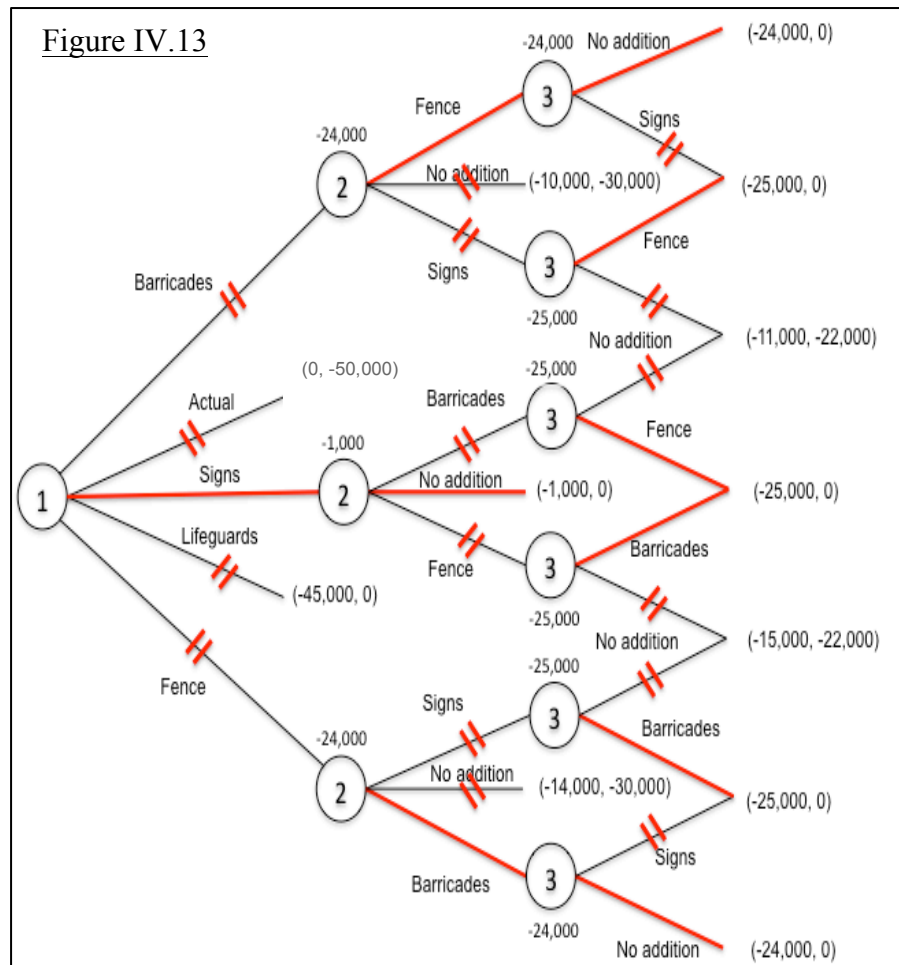 Figure IV.13
-24,000
No addition
(-24,000, 0)
3
Fence
Signs
-24,000
No addition
(-10,000, -30,000)
(-25,000, 0)
2
Fence
3
Signs
Barricades
-25,000
No addition
(-11,000, -22,000)
(0, -50,000)
-25,000
Actual
Barricades
3
Fence
-1,000
Signs
No addition
(-1,000, 0)
(-25,000, 0)
1
2
Lifeguards
Fence
3
Barricades
(-45,000, 0)
-25,000
No addition
(-15,000, -22,000)
Fence
-25,000
Signs
3
Barricades
-24,000
No addition
(-14,000, -30,000)
(-25,000, 0)
2
Signs
Barricades
3
-24,000
No addition
(-24,000, 0)